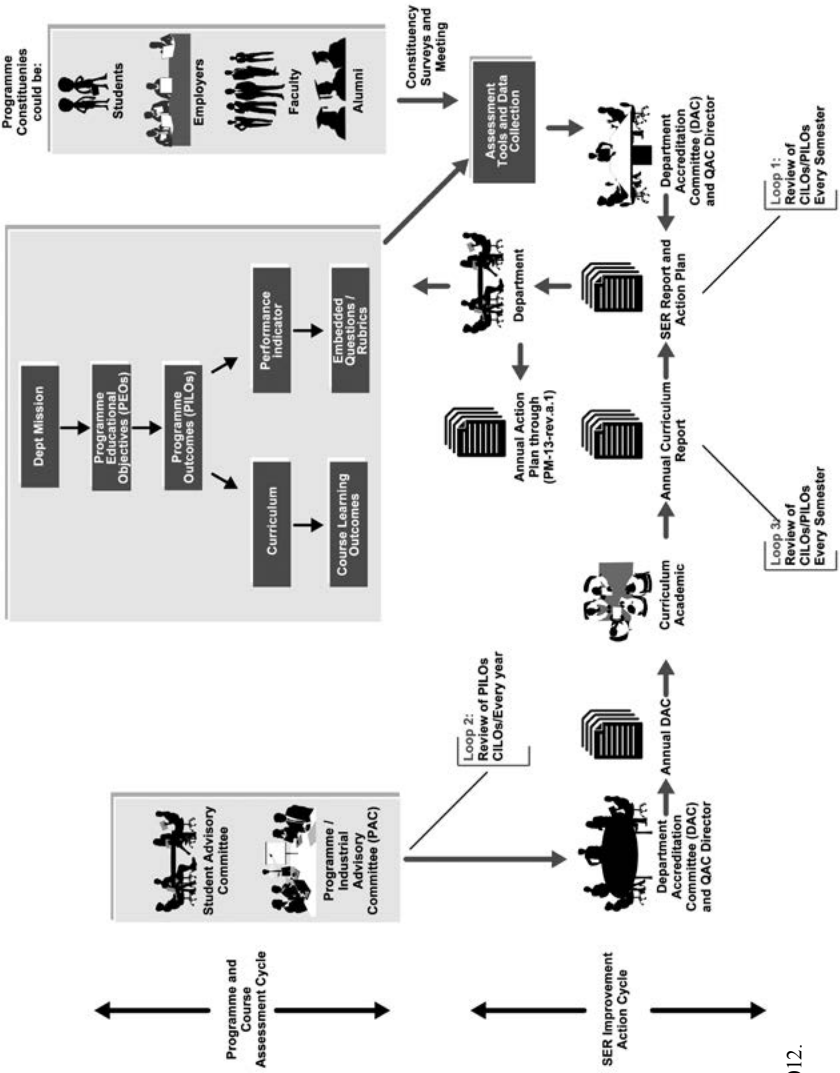 Programme and
Course
Assessment Cycle
SER Improvement
Action Cycle
Student Advisory
Committee
Programme /
Industrial
Advisory
Committee (PAC)
Loop 2:
Review of PILOs
CILOs/Every year
Department
Accreditation
Committee (DAC)
and QAC Director
Annual DAC
Curriculum
Academic
Annual Curriculum
Report
Loop 3:
Review of
CILOs/PILOs
Every Semester
Dept Mission
Programme
Educational
Objectives (PEOs)
Programme
Outcomes (PILOs)
Curriculum
Performance
indicator
Course Learning
Outcomes
Embedded
Questions /
Rubrics
Annual Action
Plan through
(PM-13-rev.a.1)
Department
SER Report and
Action Plan
Loop 1:
Review of
CILOs/PILOs
Every Semester
Programme
Constituenies
could be:
Students
Employers
Faculty
Alumni
Constituency
Surveys and
Meeting
Assessment
Tools and Data
Collection
Department
Accreditation
Committee (DAC)
and QAC Director